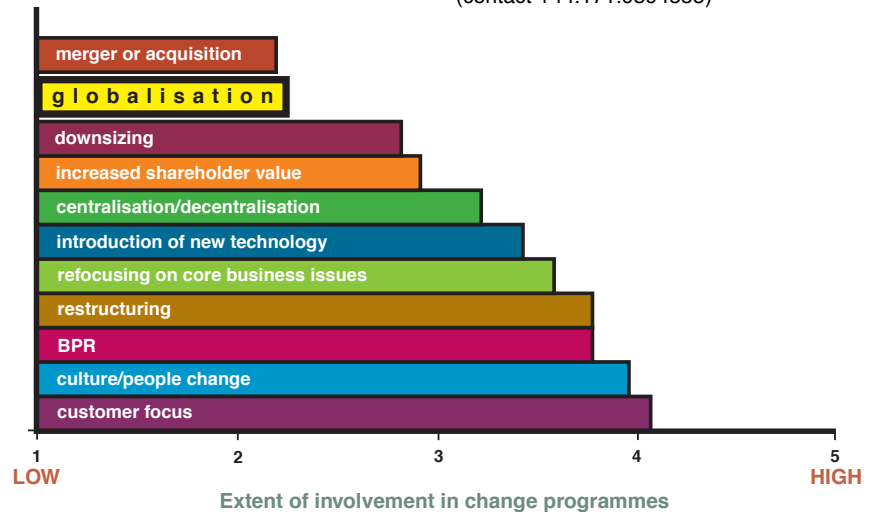 merger or acquisition
globalisation
downsizing
increased shareholder value
centralisation/decentralisation
introduction of new technology
refocusing on core business issues
restructuring
BPR
culture/people change
customer focus
1 2 3 4 5
LOW HIGH
Extent of involvement in change programmes